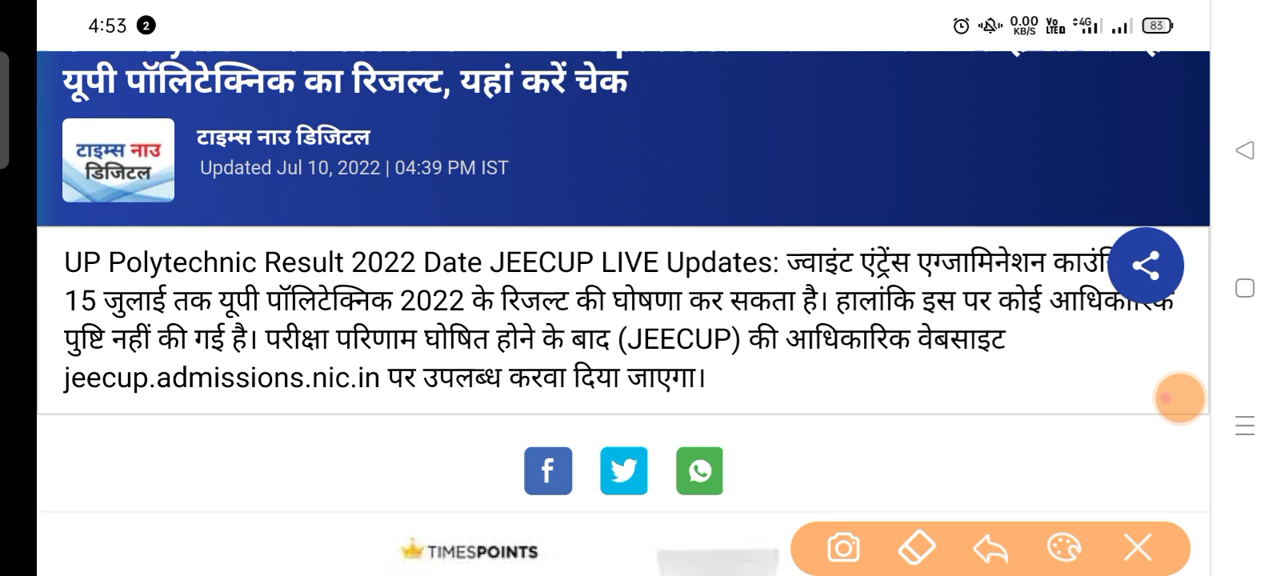 4:53 2
0.00 KB/S Vo LTE 4G 83
यूपी पॉलिटेक्निक का रिजल्ट, यहां करें चेक
टाइम्स नाउ डिजिटल
टाइम्स नाउ डिजिटल
Updated Jul 10, 2022 | 04:39 PM IST
UP Polytechnic Result 2022 Date JEECUP LIVE Updates: ज्वाइंट एंट्रेंस एग्जामिनेशन
15 जुलाई तक यूपी पॉलिटेक्निक 2022 के रिजल्ट की घोषणा कर सकता है। हालांकि इस पर कोई आधिकारिक
पुष्टि नहीं की गई है। परीक्षा परिणाम घोषित होने के बाद (JEECUP) की आधिकारिक वेबसाइट
jeecup.admissions.nic.in पर उपलब्ध करवा दिया जाएगा।
f
TIMESPOINTS